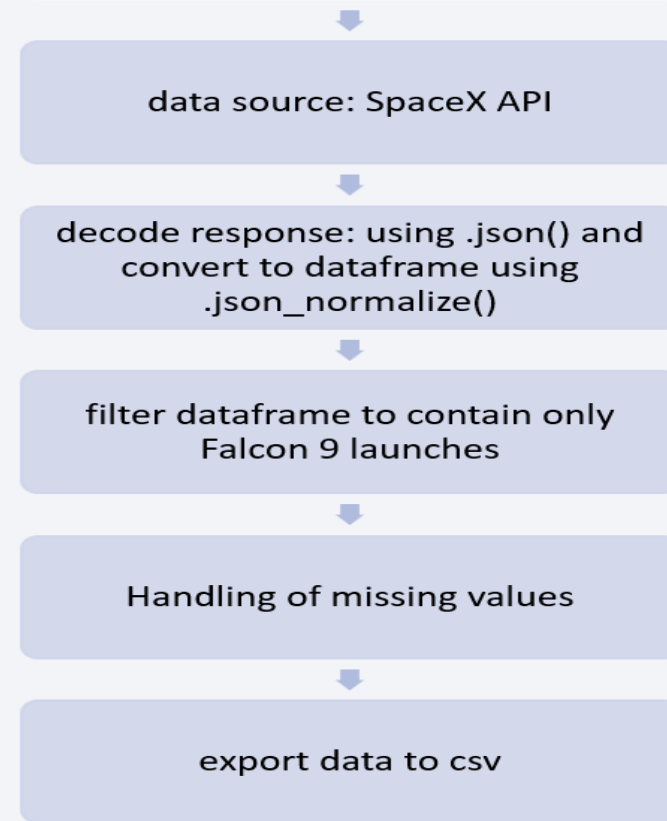 data source: SpaceX API
decode response: using .json() and
convert to dataframe using
.json_normalize()
filter dataframe to contain only
Falcon 9 launches
Handling of missing values
export data to csv